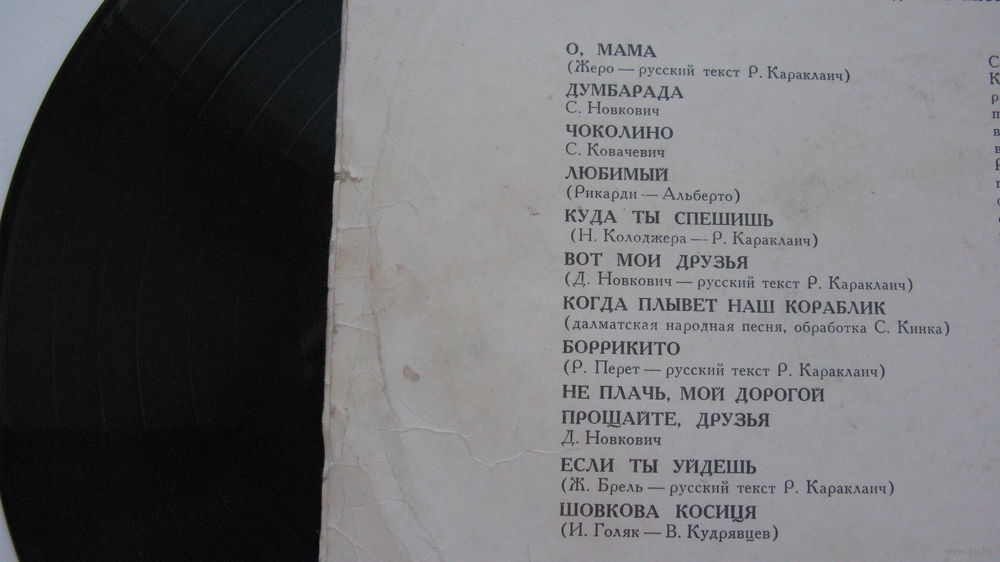 О, МАМА
(Жеро — русский текст Р. Караклаич)
ДУМБАРАДА
С. Новкович
ЧОКОЛИНО
С. Ковачевич
ЛЮБИМЫЙ
(Рикарди — Альберто)
КУДА ТЫ СПЕШИШЬ
(Н. Колоджера — Р. Караклаич)
ВОТ МОИ ДРУЗЬЯ
(Д. Новкович — русский текст Р. Караклаич)
КОГДА ПЛЫВЕТ НАШ КОРАБЛИК
(далматская народная песня, обработка С. Кинка)
БОРРИКИТО
(Р. Перет — русский текст Р. Караклаич)
НЕ ПЛАЧЬ, МОЙ ДОРОГОЙ
ПРОЩАЙТЕ, ДРУЗЬЯ
Д. Новкович
ЕСЛИ ТЫ УЙДЕШЬ
(Ж. Брель — русский текст Р. Караклаич)
ШОВКОВА КОСИЦЯ
(И. Голяк — В. Кудрявцев)